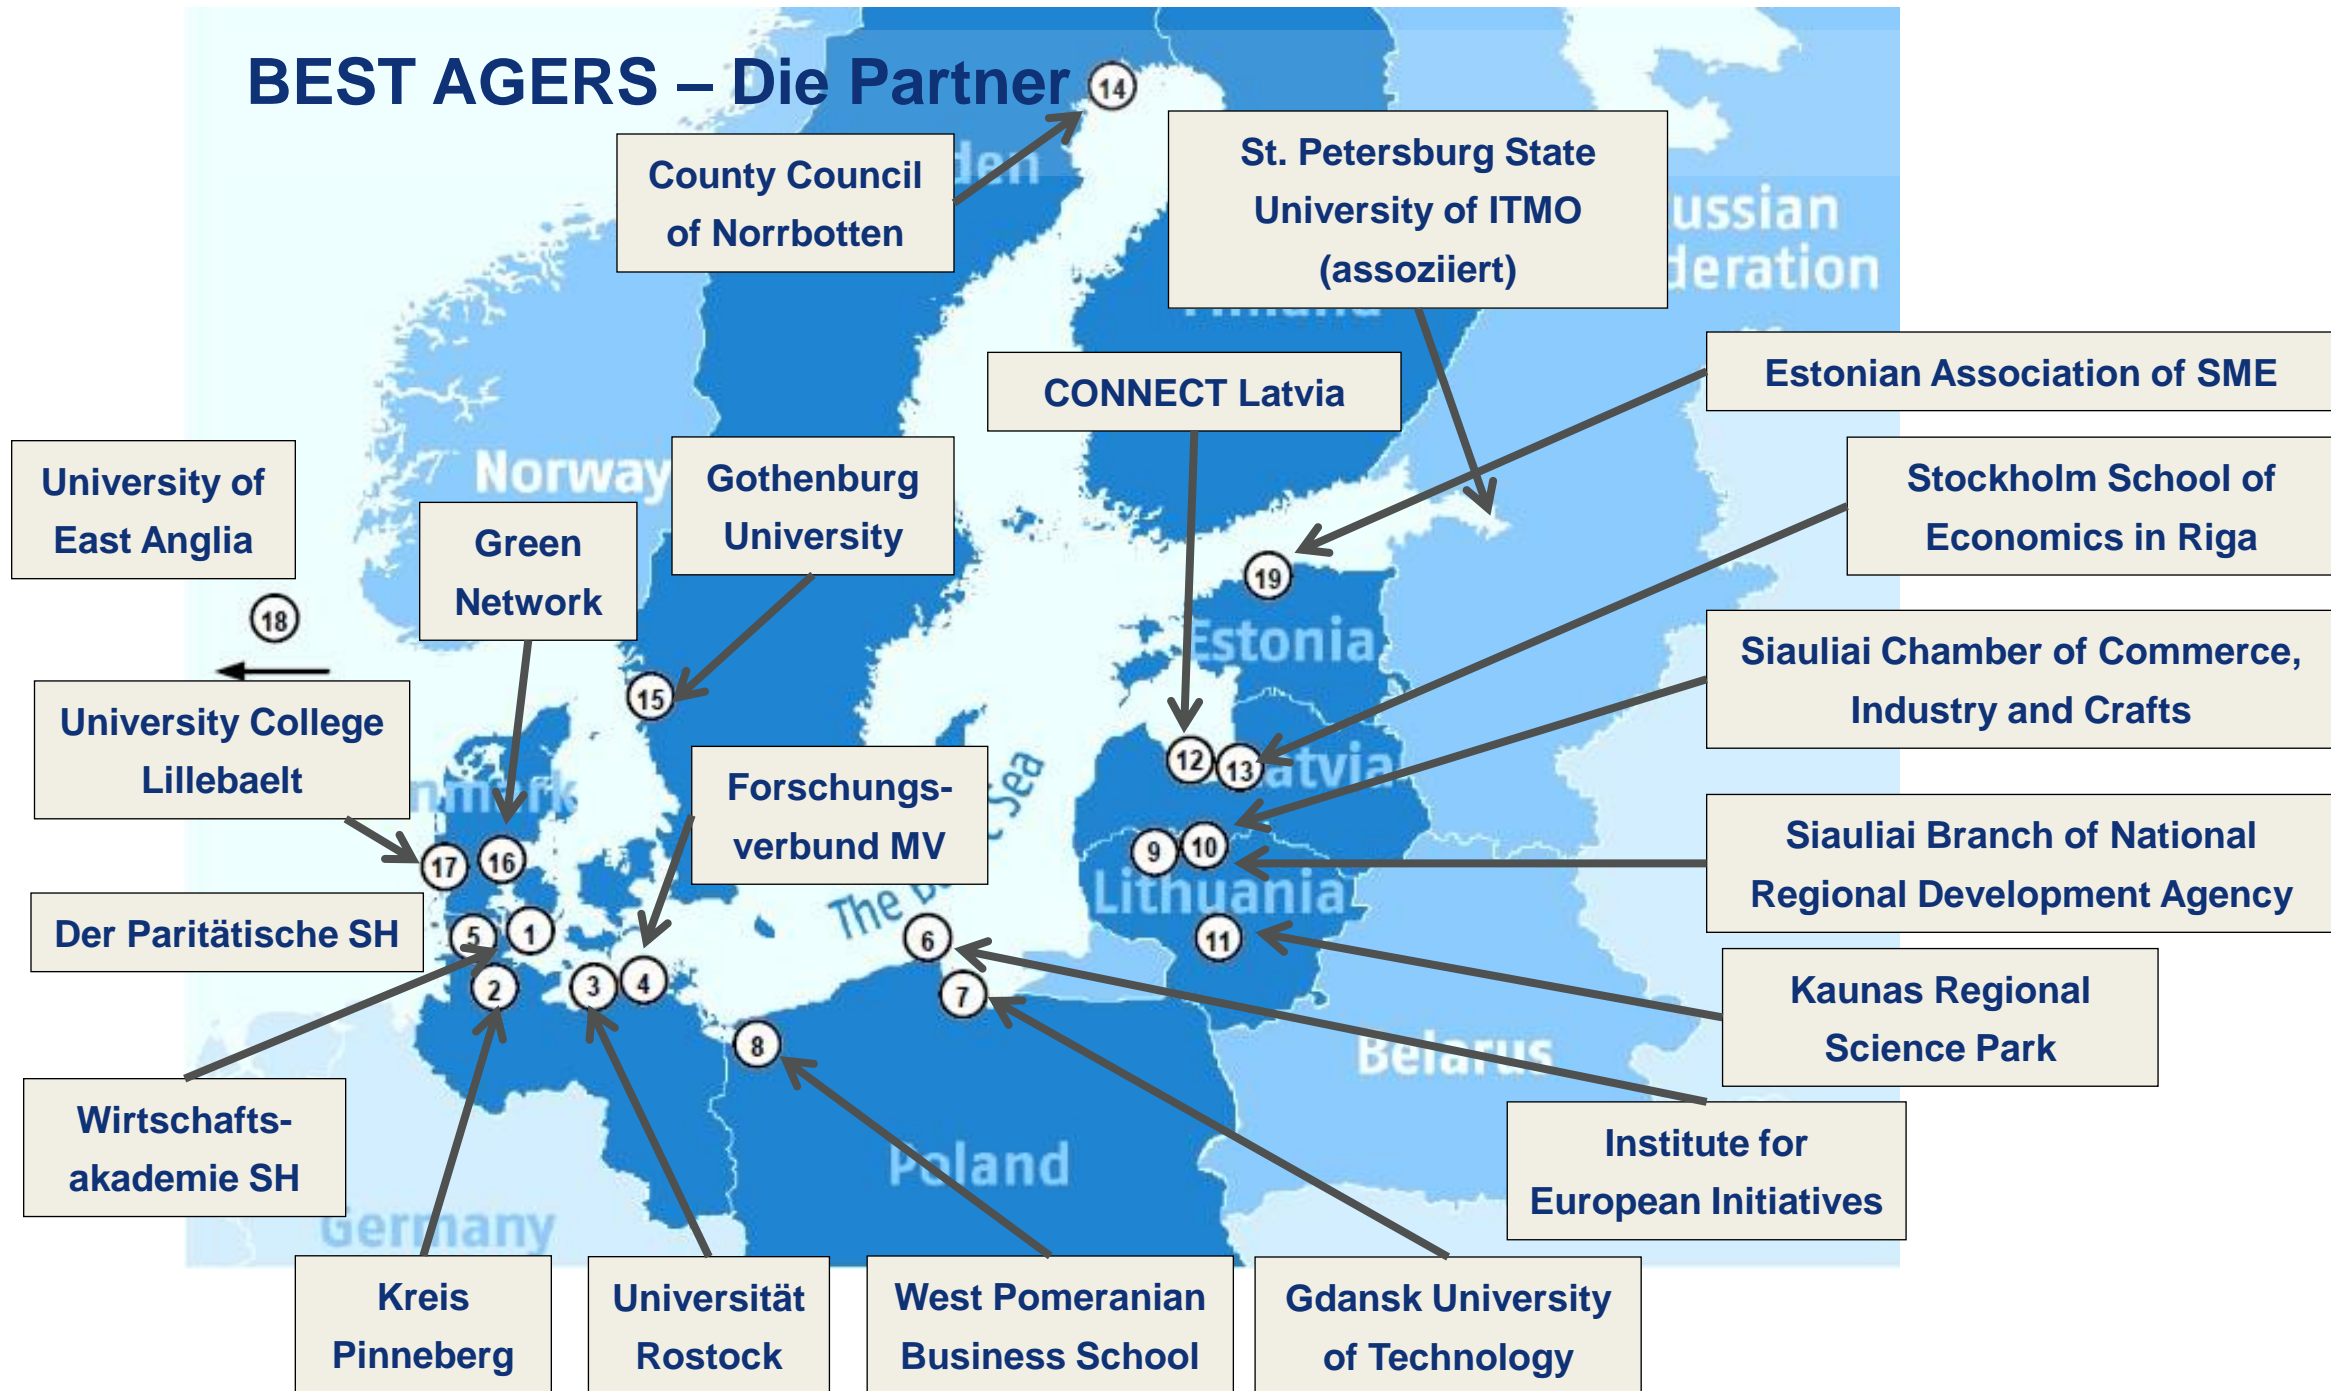 BEST AGERS – Die Partner
14
County Council
of Norrbotten
St. Petersburg State
University of ITMO
(assoziiert)
CONNECT Latvia
Estonian Association of SME
Norway
University of
East Anglia
Green
Network
Gothenburg
University
Stockholm School of
Economics in Riga
18
19
Estonia
15
Siauliai Chamber of Commerce,
Industry and Crafts
University College
Lillebaelt
Forschungs-
verbund MV
12
13
Sea
The
17
16
9
10
Lithuania
Siauliai Branch of National
Regional Development Agency
Der Paritätische SH
5
1
6
11
2
3
4
7
8
Kaunas Regional
Science Park
Belarus
Wirtschafts-
akademie SH
Poland
Germany
Institute for
European Initiatives
Kreis
Pinneberg
Universität
Rostock
West Pomeranian
Business School
Gdansk University
of Technology